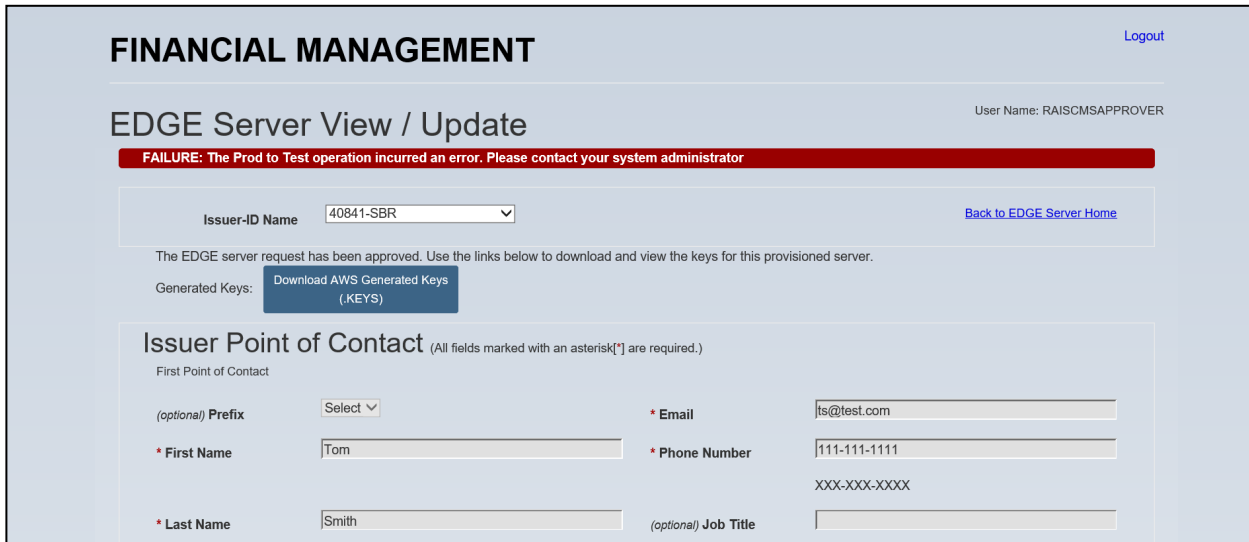 Logout
FINANCIAL MANAGEMENT
User Name: RAISCMSAPPROVER
EDGE Server View / Update
FAILURE: The Prod to Test operation incurred an error. Please contact your system administrator
Issuer-ID Name 40841-SBR Back to EDGE Server Home
The EDGE server request has been approved. Use the links below to download and view the keys for this provisioned server.
Generated Keys: Download AWS Generated Keys
(.KEYS)
Issuer Point of Contact (All fields marked with an asterisk[*] are required.)
First Point of Contact
(optional) Prefix Select * Email ts@test.com
* First Name Tom * Phone Number 111-111-1111
XXX-XXX-XXXX
* Last Name Smith (optional) Job Title